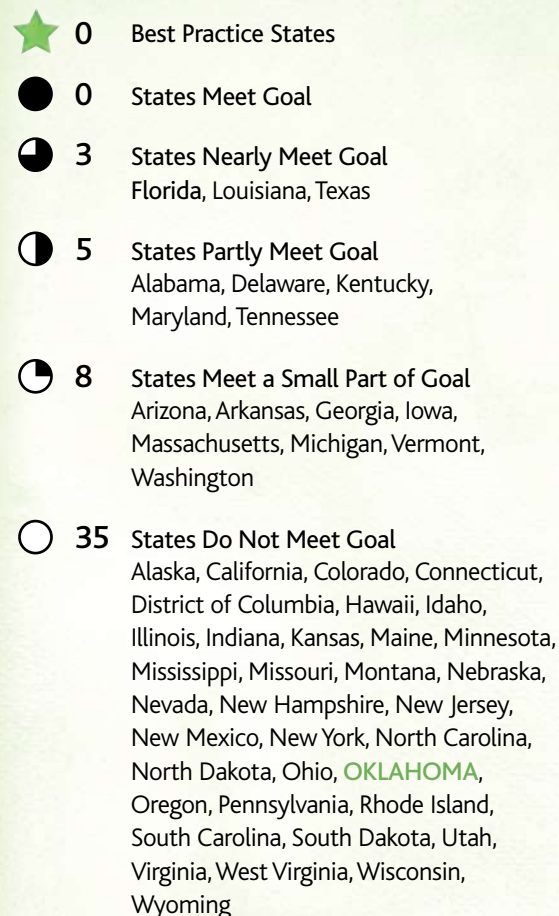 0 Best Practice States
0 States Meet Goal
3 States Nearly Meet Goal
Florida, Louisiana, Texas
5 States Partly Meet Goal
Alabama, Delaware, Kentucky,
Maryland, Tennessee
8 States Meet a Small Part of Goal
Arizona, Arkansas, Georgia, Iowa,
Massachusetts, Michigan, Vermont,
Washington
35 States Do Not Meet Goal
Alaska, California, Colorado, Connecticut,
District of Columbia, Hawaii, Idaho,
Illinois, Indiana, Kansas, Maine, Minnesota,
Mississippi, Missouri, Montana, Nebraska,
Nevada, New Hampshire, New Jersey,
New Mexico, New York, North Carolina,
North Dakota, Ohio, OKLAHOMA,
Oregon, Pennsylvania, Rhode Island,
South Carolina, South Dakota, Utah,
Virginia, West Virginia, Wisconsin,
Wyoming